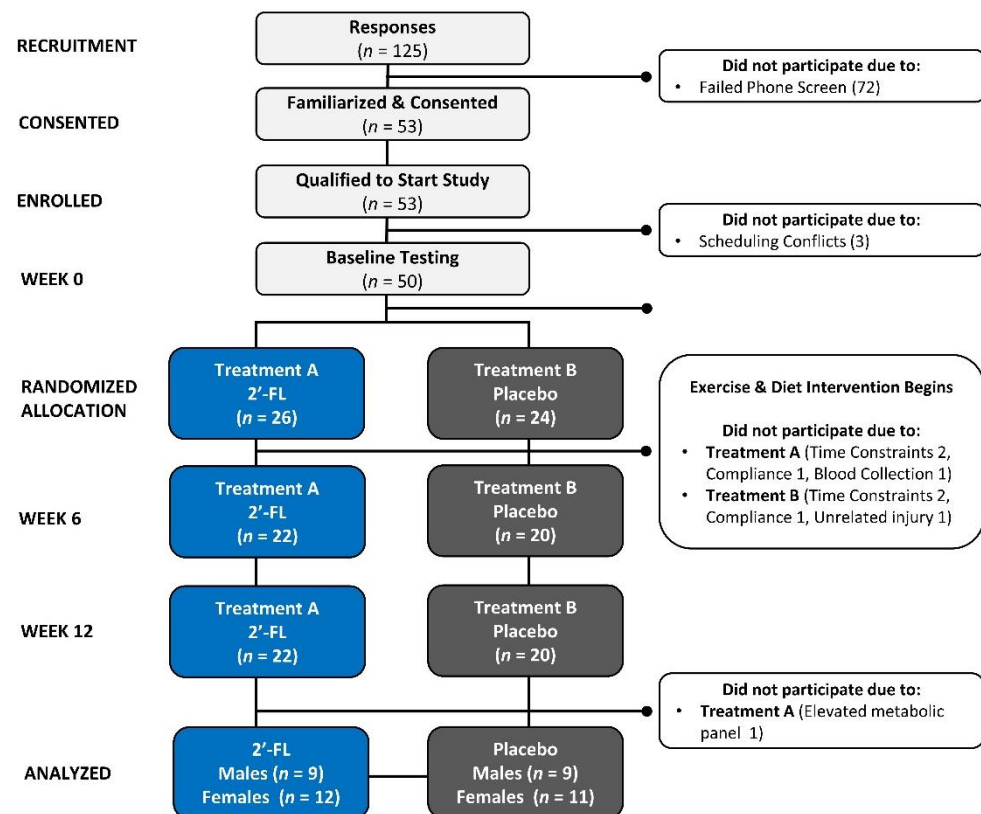 RECRUITMENT
Responses
(n = 125)
Did not participate due to:
• Failed Phone Screen (72)
CONSENTED
Familiarized & Consented
(n = 53)
ENROLLED
Qualified to Start Study
(n = 53)
Did not participate due to:
• Scheduling Conflicts (3)
WEEK 0
Baseline Testing
(n = 50)
RANDOMIZED
ALLOCATION
Treatment A
2’-FL
(n = 26)
Treatment B
Placebo
(n = 24)
Exercise & Diet Intervention Begins
Did not participate due to:
• Treatment A (Time Constraints 2,
Compliance 1, Blood Collection 1)
• Treatment B (Time Constraints 2,
Compliance 1, Unrelated injury 1)
WEEK 6
Treatment A
2’-FL
(n = 22)
Treatment B
Placebo
(n = 20)
WEEK 12
Treatment A
2’-FL
(n = 22)
Treatment B
Placebo
(n = 20)
Did not participate due to:
• Treatment A (Elevated metabolic
panel 1)
ANALYZED
2’-FL
Males (n = 9)
Females (n = 12)
Placebo
Males (n = 9)
Females (n = 11)